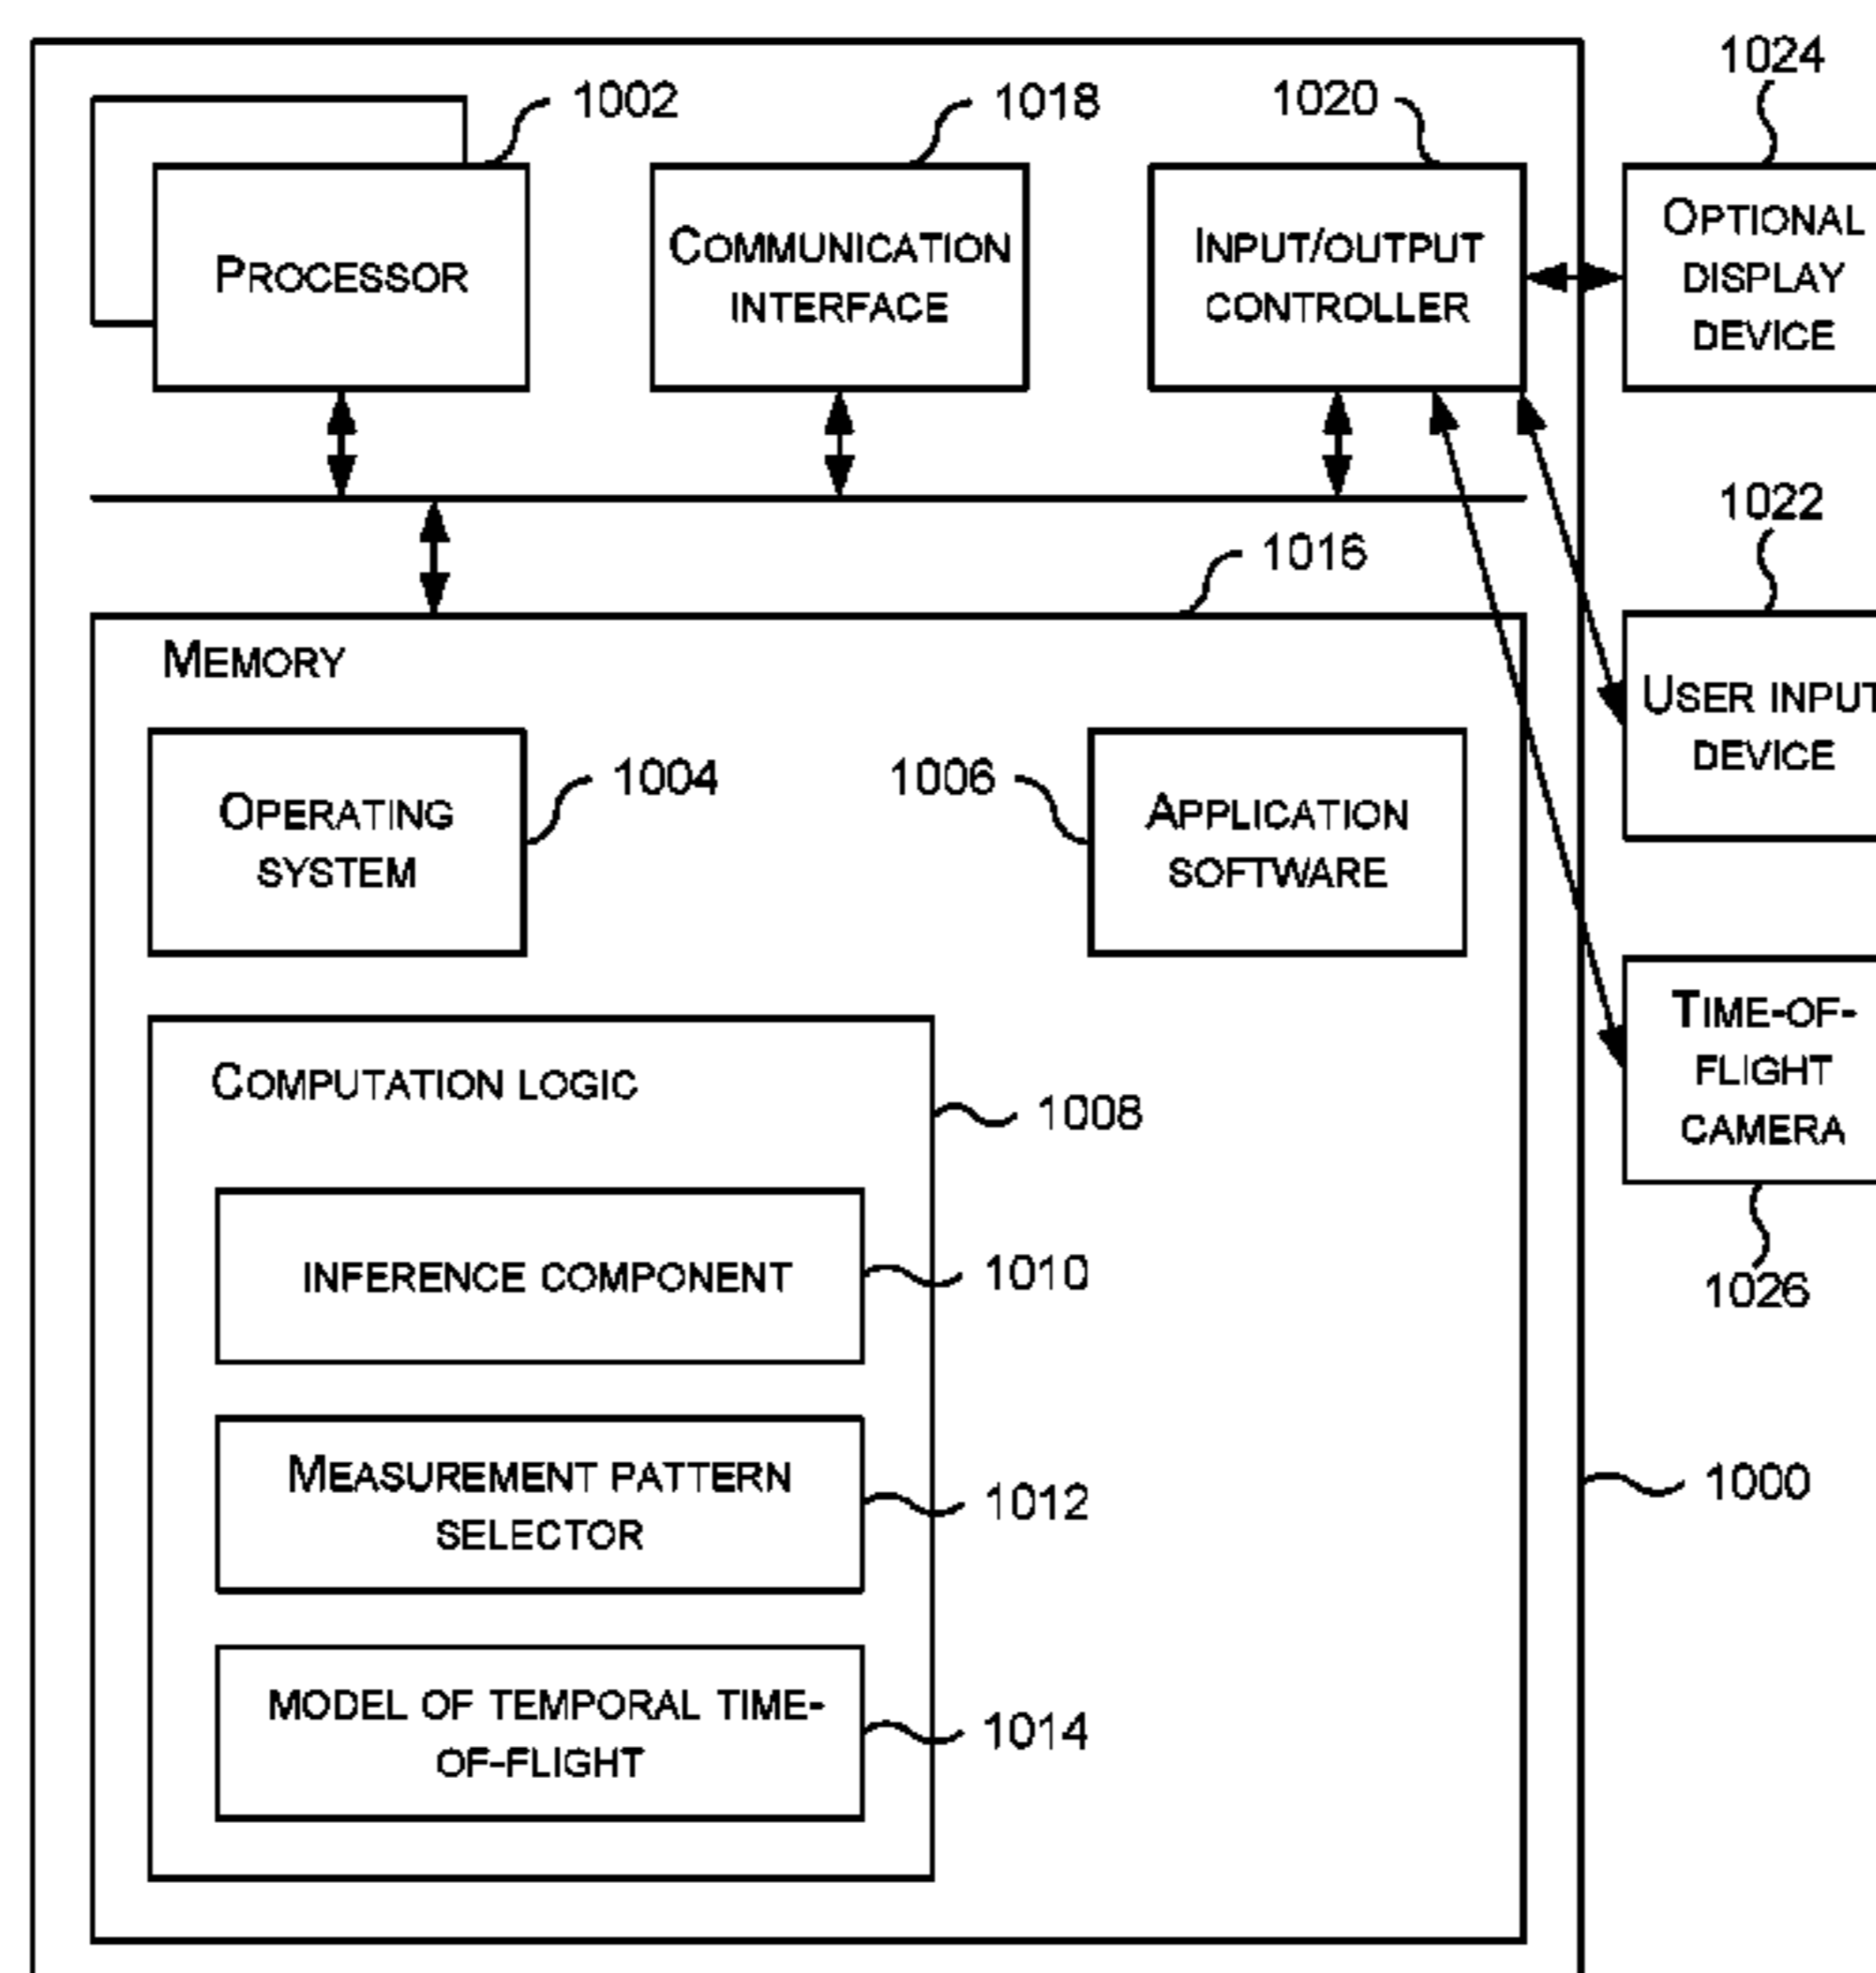 1024
1002
1018
1020
PROCESSOR
COMMUNICATION
INTERFACE
INPUT/OUTPUT
CONTROLLER
OPTIONAL
DISPLAY
DEVICE
1022
1016
MEMORY
USER INPUT
DEVICE
OPERATING
SYSTEM
1004
1006
APPLICATION
SOFTWARE
TIME-OF-
FLIGHT
CAMERA
1026
COMPUTATION LOGIC
1008
INFERENCE COMPONENT
1010
MEASUREMENT PATTERN
SELECTOR
1012
1000
MODEL OF TEMPORAL TIME-
OF-FLIGHT
1014